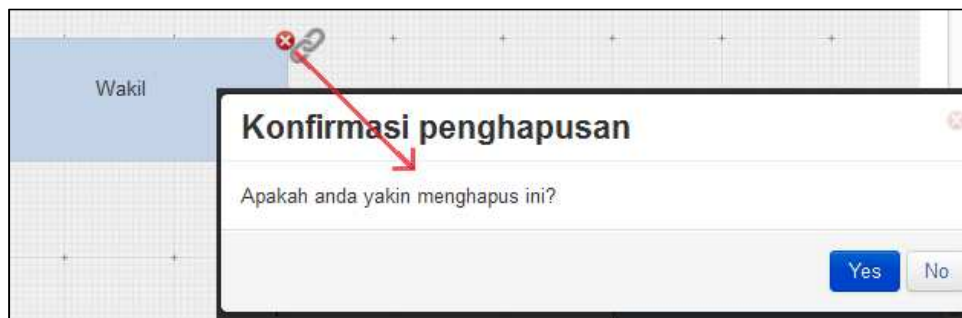 Wakil
Konfirmasi penghapusan
Apakah anda yakin menghapus ini?
Yes No